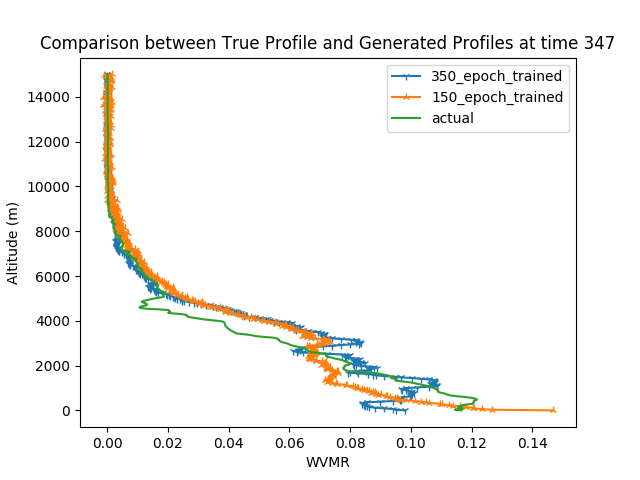 Comparison between True Profile and Generated Profiles at time 347
350_epoch_trained
150_epoch_trained
actual
Altitude (m)
14000
12000
10000
8000
6000
4000
2000
0
0.00 0.02 0.04 0.06 0.08 0.10 0.12 0.14
WVMR